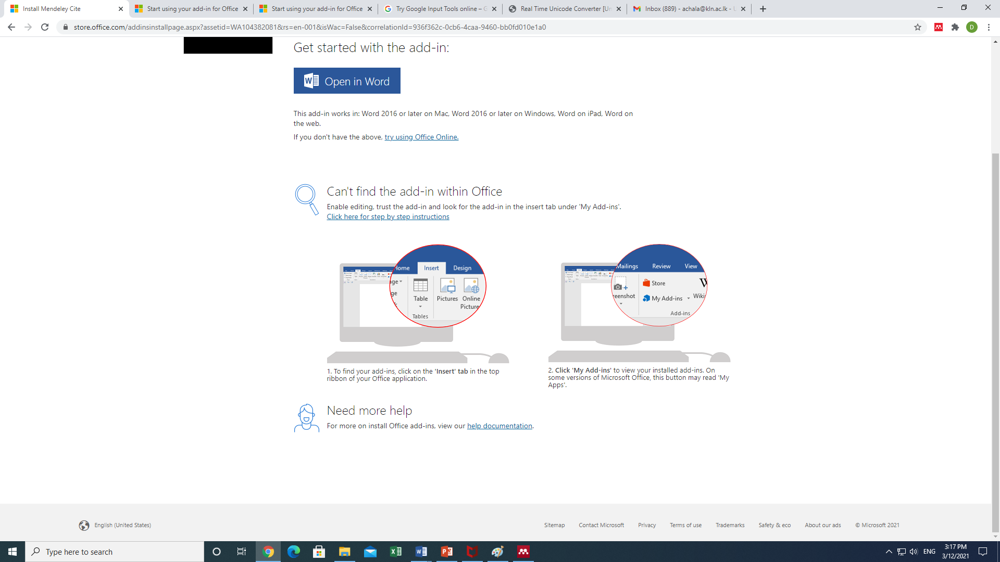 Install Mendeley Cite
Start using your add-in for Office
Start using your add-in for Office
Try Google Input Tools online – G
Real Time Unicode Converter [Un
Inbox (889) - achala@kln.ac.lk - U
store.office.com/addinsinstallpage.aspx?assetid=WA104382081&rs=en-001&isWac=False&correlationId=936f362c-0cb6-4caa-9460-bb0fd010e1a0
D
Get started with the add-in:
Open in Word
This add-in works in: Word 2016 or later on Mac, Word 2016 or later on Windows, Word on iPad, Word on
the web.
If you don't have the above, try using Office Online.
Can't find the add-in within Office
Enable editing, trust the add-in and look for the add-in in the insert tab under 'My Add-ins'.
Click here for step by step instructions
Home Insert Design
Table Pictures Online
Picture
Tables
Mailings Review View
Store
My Add-ins Wiki
reenshot
Add-ins
1. To find your add-ins, click on the 'Insert' tab in the top
ribbon of your Office application.
2. Click 'My Add-ins' to view your installed add-ins. On
some versions of Microsoft Office, this button may read 'My
Apps'.
Need more help
For more on install Office add-ins, view our help documentation.
English (United States)
Sitemap Contact Microsoft Privacy Terms of use Trademarks Safety & eco About our ads © Microsoft 2021
Type here to search
ENG
3:17 PM
3/12/2021